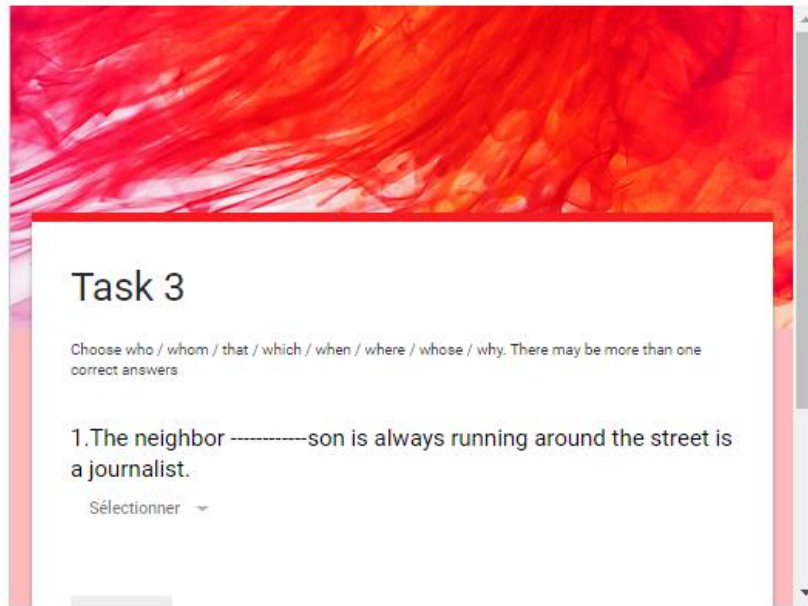 Task 3
Choose who / whom / that / which / when / where / whose / why. There may be more than one
correct answers
1.The neighbor ------------son is always running around the street is
a journalist.
Sélectionner